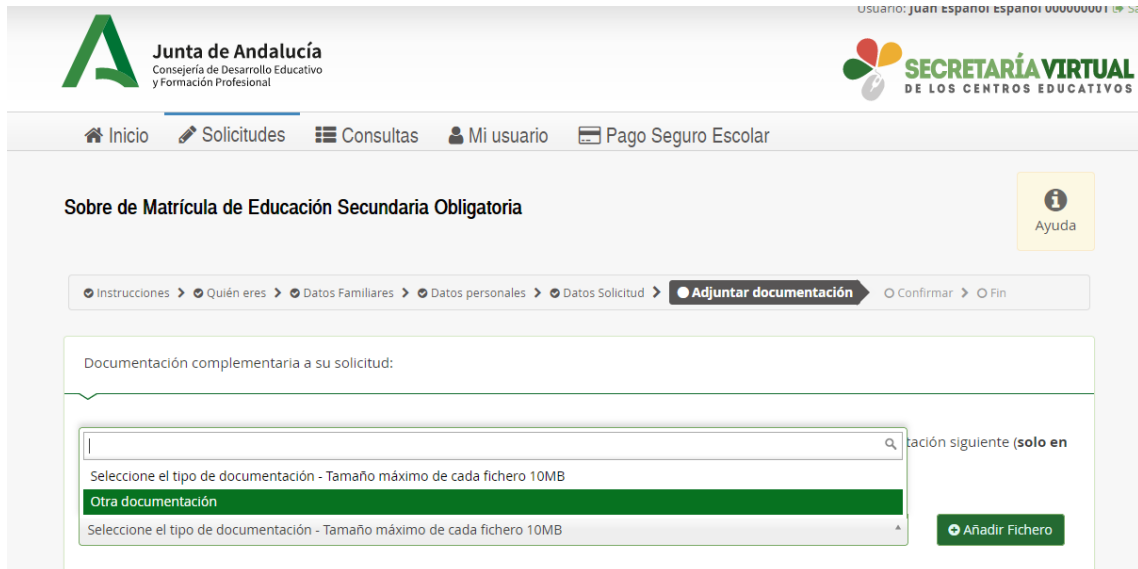 Usuario: Juan Español Español 000000001
Junta de Andalucía
Consejería de Desarrollo Educativo
y Formación Profesional
SECRETARÍA VIRTUAL
DE LOS CENTROS EDUCATIVOS
Inicio Solicitudes Consultas Mi usuario Pago Seguro Escolar
Sobre de Matrícula de Educación Secundaria Obligatoria
Ayuda
Instrucciones > Quién eres > Datos Familiares > Datos personales > Datos Solicitud > Adjuntar documentación Confirmar > Fin
Documentación complementaria a su solicitud:
tación siguiente (solo en
Seleccione el tipo de documentación - Tamaño máximo de cada fichero 10MB
Otra documentación
Seleccione el tipo de documentación - Tamaño máximo de cada fichero 10MB
Añadir Fichero